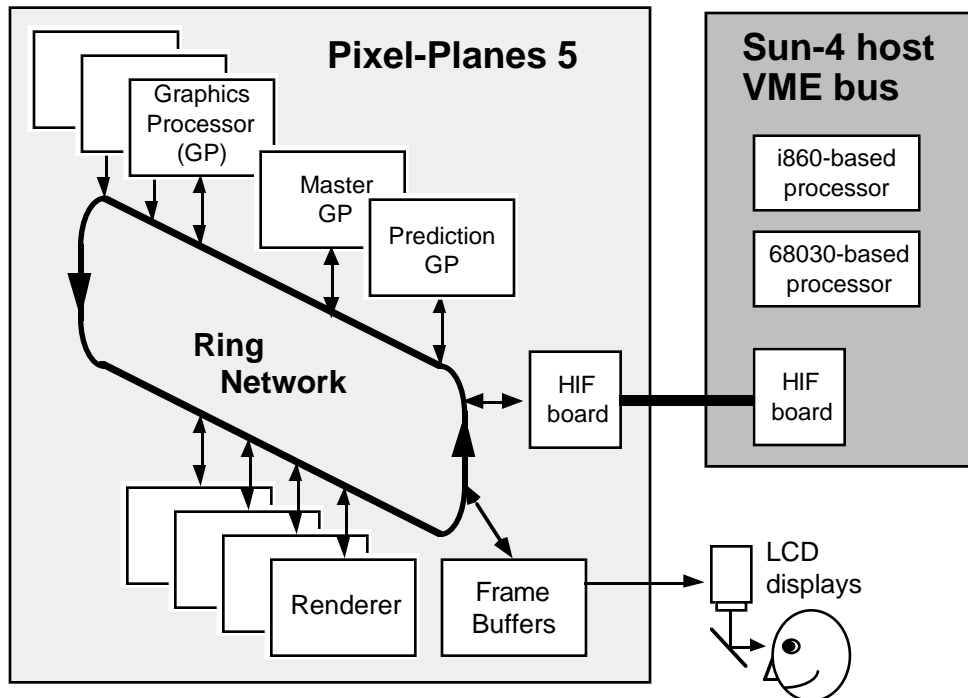 Pixel-Planes 5
Graphics
Processor
(GP)
Master
GP
Prediction
GP
Ring
Network
HIF
board
Renderer
Frame
Buffers
Sun-4 host
VME bus
i860-based
processor
68030-based
processor
HIF
board
LCD
displays